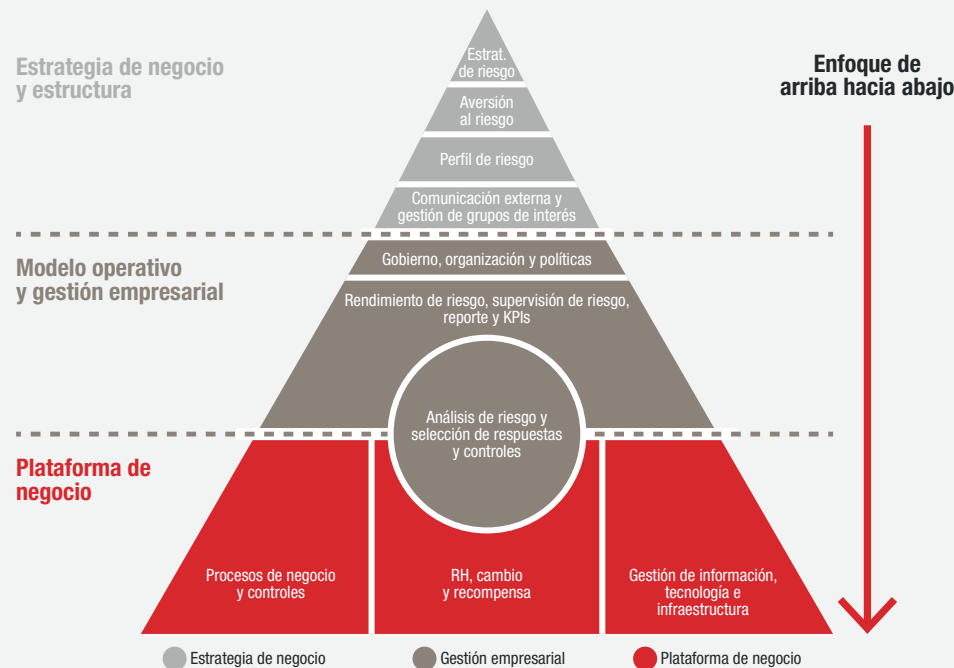 Estrategia de negocio
y estructura
Estrat.
de riesgo
Enfoque de
arriba hacia abajo
Aversión
al riesgo
Perfil de riesgo
Comunicación externa y
gestión de grupos de interés
Modelo operativo
y gestión empresarial
Gobierno, organización y políticas
Rendimiento de riesgo, supervisión de riesgo,
reporte y KPIs
Análisis de riesgo y
selección de respuestas
y controles
Plataforma de
negocio
Procesos de negocio
y controles
RH, cambio
y recompensa
Gestión de información,
tecnología e
infraestructura
Estrategia de negocio
Gestión empresarial
Plataforma de negocio